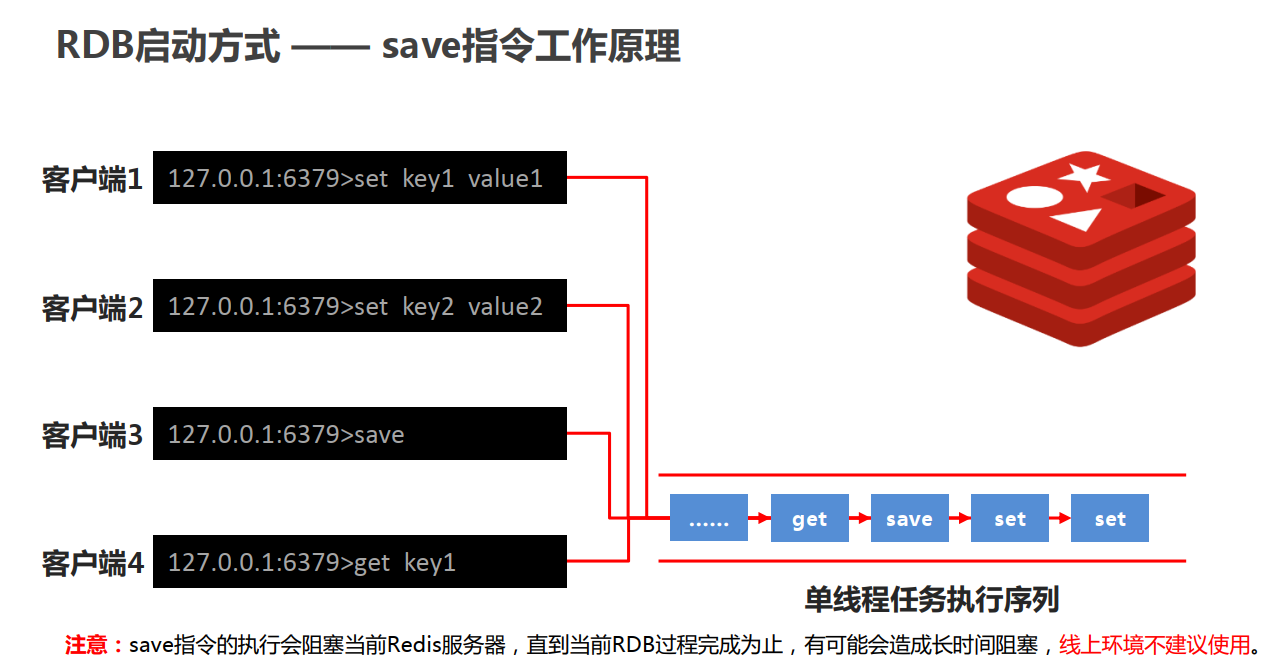 RDB启动方式 —— save指令工作原理
客户端1 127.0.0.1:6379>set key1 value1
客户端2 127.0.0.1:6379>set key2 value2
客户端3 127.0.0.1:6379>save
客户端4 127.0.0.1:6379>get key1
...... get save set set
单线程任务执行序列
注意：save指令的执行会阻塞当前Redis服务器，直到当前RDB过程完成为止，有可能会造成长时间阻塞，线上环境不建议使用。